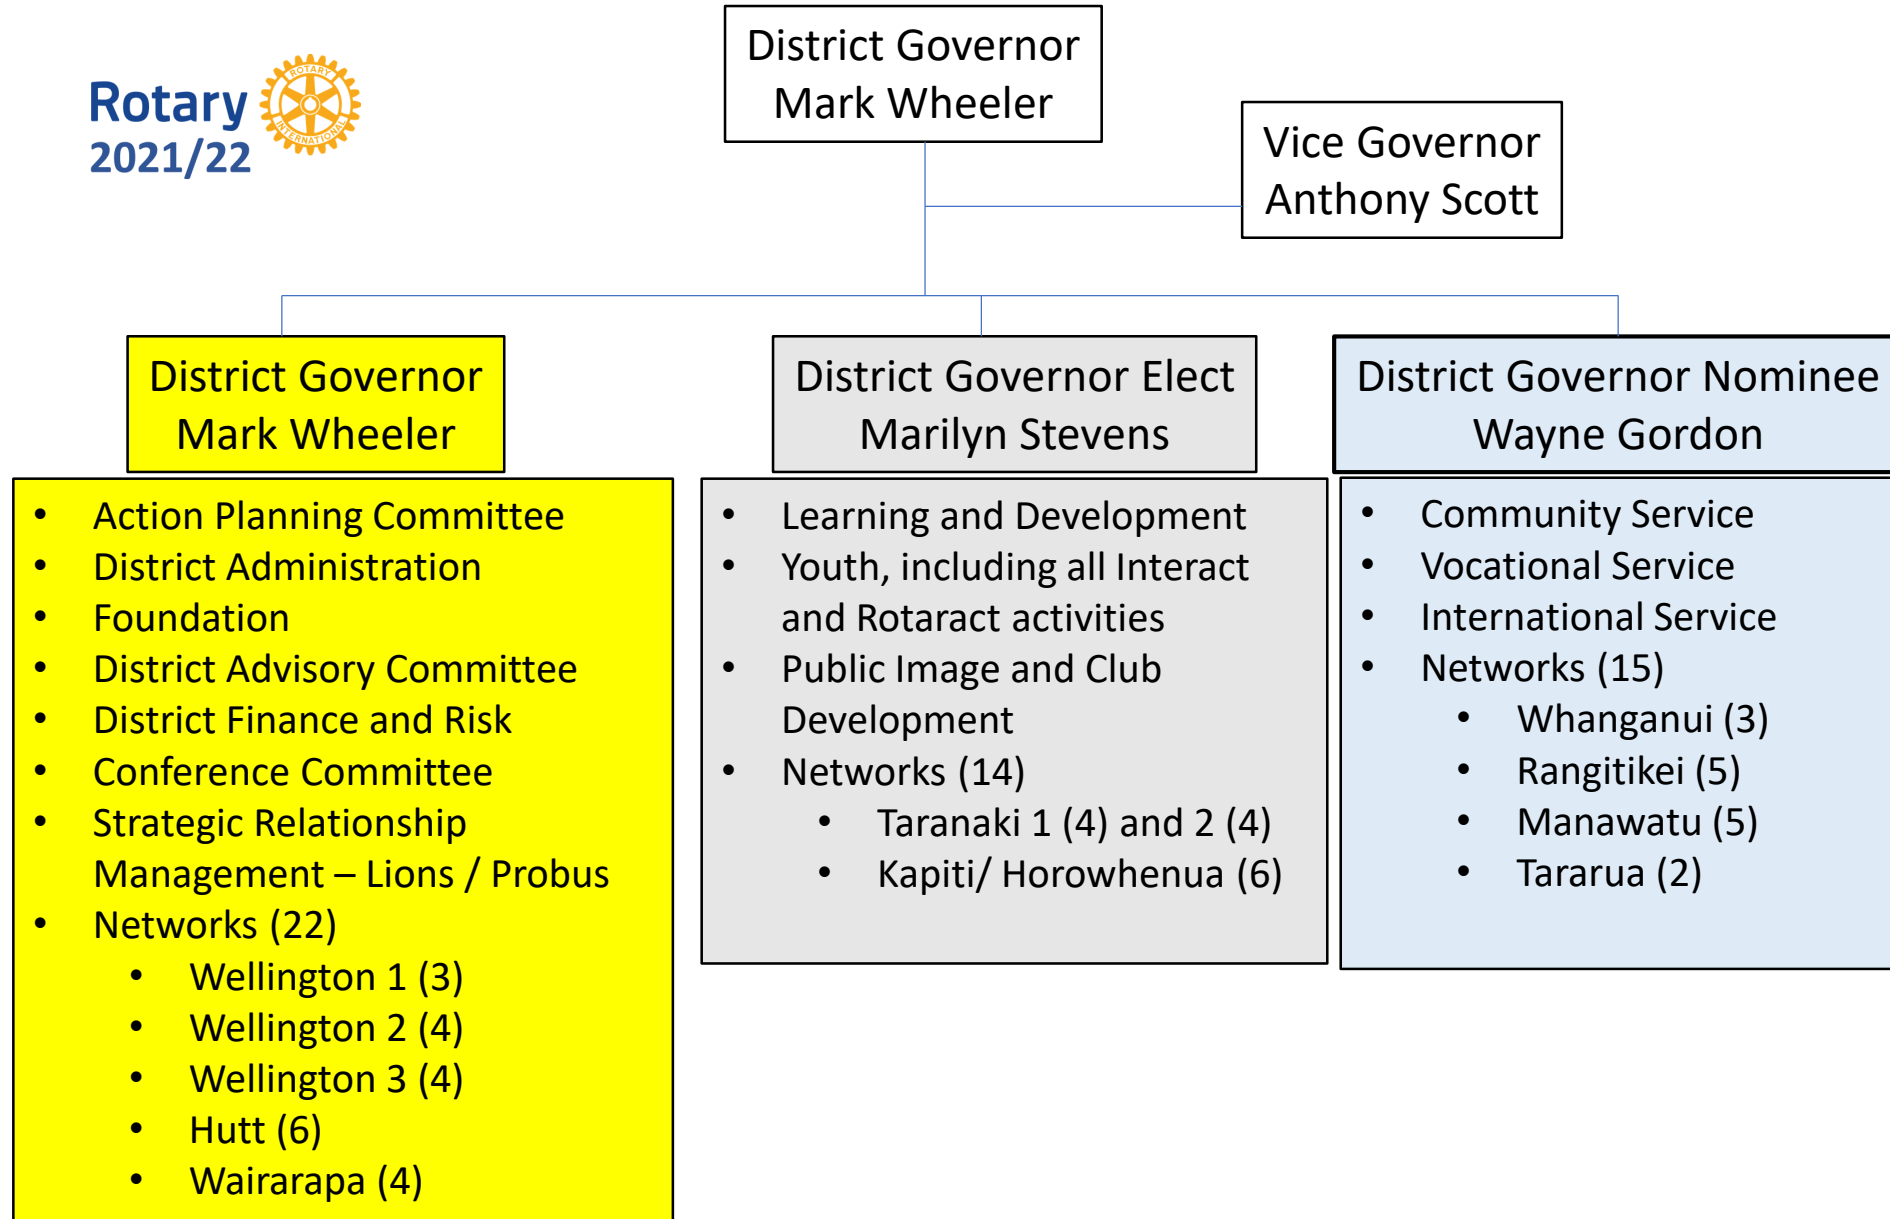 District Governor
Mark Wheeler
Rotary
ROTARY
INTERNATIONAL
2021/22
Vice Governor
Anthony Scott
District Governor
Mark Wheeler
• Action Planning Committee
• District Administration
• Foundation
• District Advisory Committee
• District Finance and Risk
• Conference Committee
• Strategic Relationship
Management – Lions / Probus
• Networks (22)
• Wellington 1 (3)
• Wellington 2 (4)
• Wellington 3 (4)
• Hutt (6)
• Wairarapa (4)
District Governor Elect
Marilyn Stevens
• Learning and Development
• Youth, including all Interact
and Rotaract activities
• Public Image and Club
Development
• Networks (14)
• Taranaki 1 (4) and 2 (4)
• Kapiti/ Horowhenua (6)
District Governor Nominee
Wayne Gordon
• Community Service
• Vocational Service
• International Service
• Networks (15)
• Whanganui (3)
• Rangitikei (5)
• Manawatu (5)
• Tararua (2)